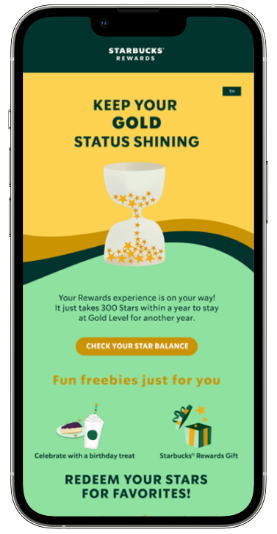 STARBUCKS®
REWARDS
KEEP YOUR
GOLD
STATUS SHINING
Your Rewards experience is on your way!
It just takes 300 Stars within a year to stay
at Gold Level for another year.
CHECK YOUR STAR BALANCE
Fun freebies just for you
Celebrate with a birthday treat
Starbucks® Rewards Gift
REDEEM YOUR STARS
FOR FAVORITES!